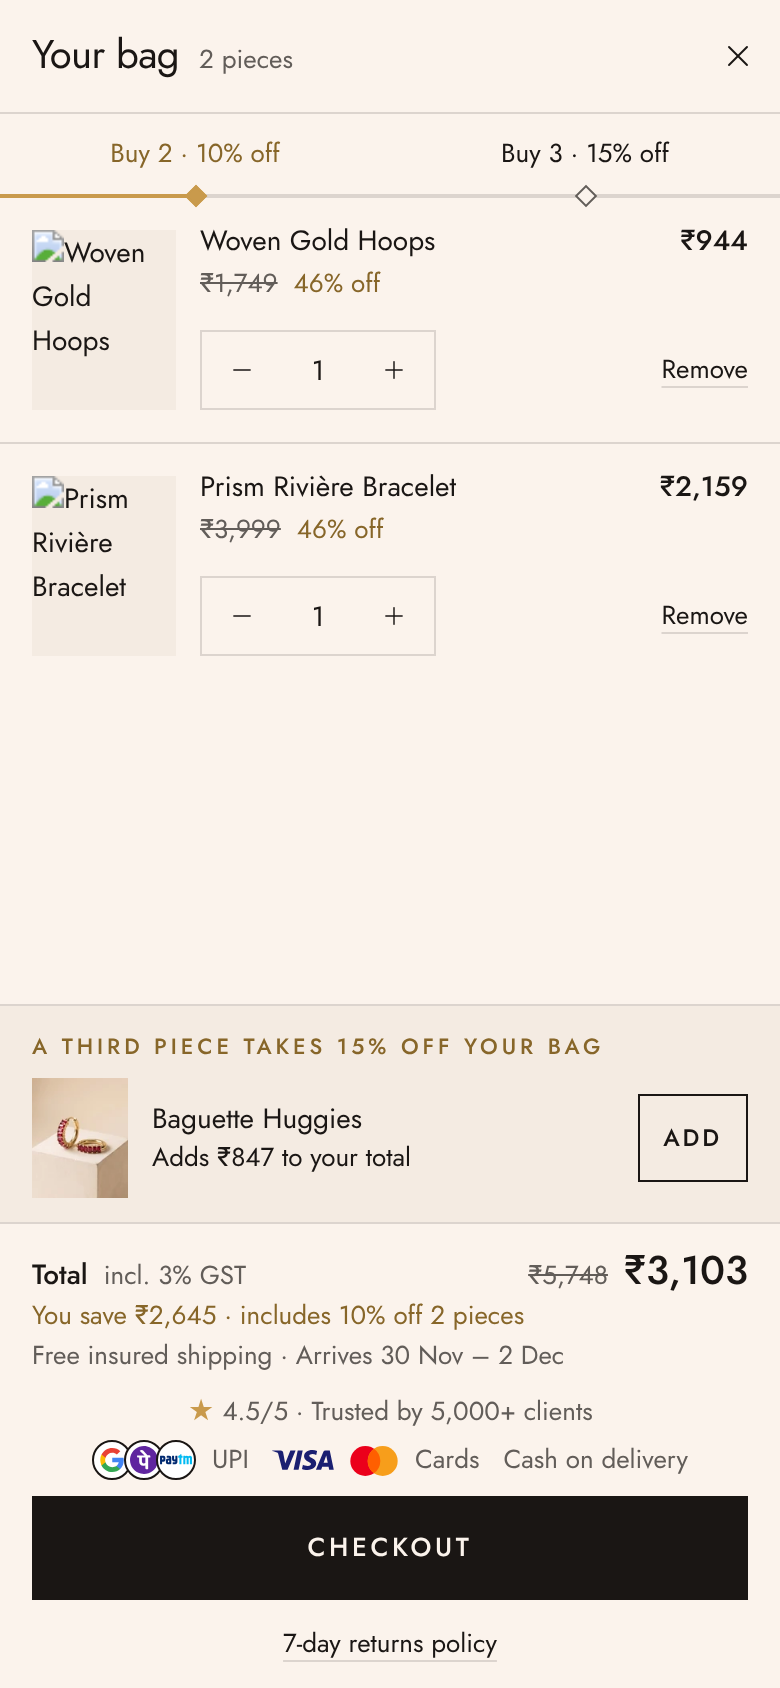 Your bag 2 pieces
Buy 2 · 10% off
Buy 3 · 15% off
Woven Gold Hoops
Woven Gold Hoops ₹944
₹1,749 46% off
− 1 + Remove
Prism Rivière Bracelet
Prism Rivière Bracelet ₹2,159
₹3,999 46% off
− 1 + Remove
A THIRD PIECE TAKES 15% OFF YOUR BAG
Baguette Huggies
Adds ₹847 to your total
ADD
Total incl. 3% GST ₹5,748 ₹3,103
You save ₹2,645 · includes 10% off 2 pieces
Free insured shipping · Arrives 30 Nov – 2 Dec
★ 4.5/5 · Trusted by 5,000+ clients
G पे paytm UPI VISA Cards Cash on delivery
CHECKOUT
7-day returns policy